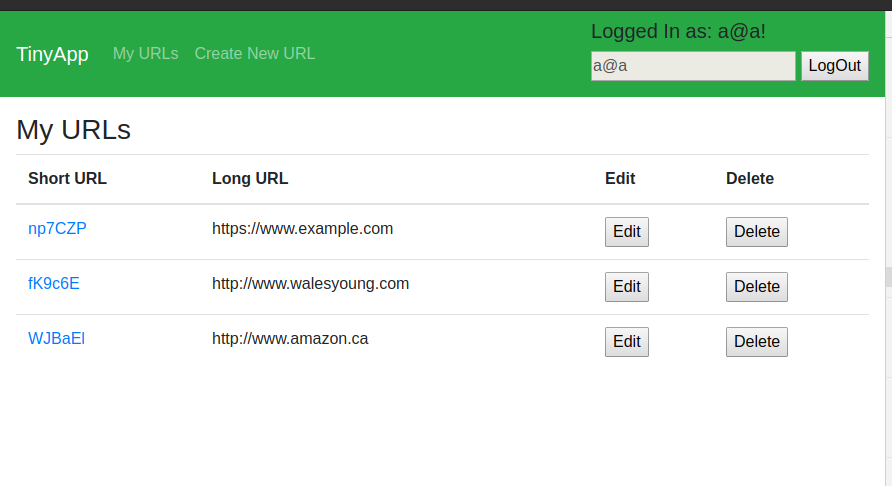 Logged In as: a@a!
TinyApp My URLs Create New URL
a@a LogOut
My URLs
Short URL Long URL Edit Delete
np7CZP https://www.example.com Edit Delete
fK9c6E http://www.walesyoung.com Edit Delete
WJBaEl http://www.amazon.ca Edit Delete